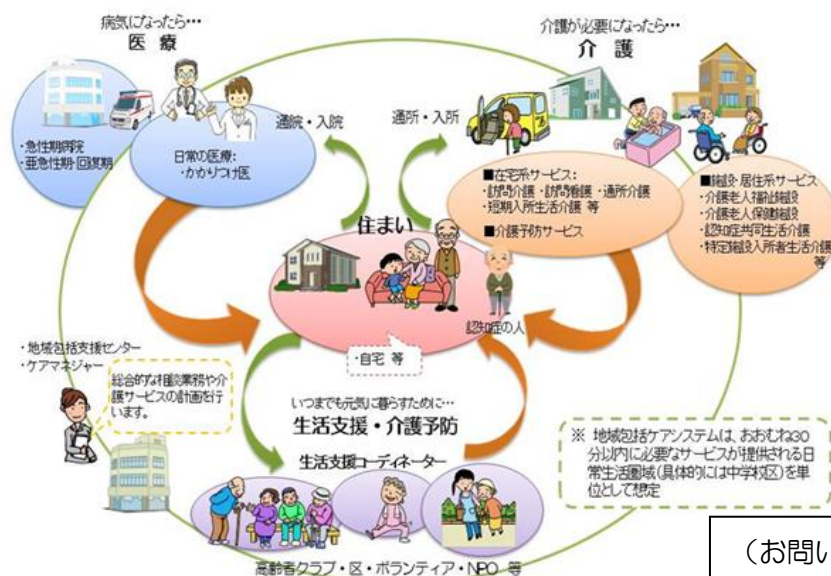 病気になったら…
医 療
・急性期病院
・亜急性期・回復期
日常の医療:
・かかりつけ医
通院・入院
介護が必要になったら…
介 護
通所・入所
■在宅系サービス:
・訪問介護・訪問看護・通所介護
・短期入所生活介護 等
■介護予防サービス
■施設・居住系サービス
・介護老人福祉施設
・介護老人保健施設
・認知症共同生活介護
・特定施設入所者生活介護
等
住まい
認知症の人
・自宅 等
・地域包括支援センター
・ケアマネジャー
総合的な相談業務や介
護サービスの計画を行
います。
いつまでも元気に暮らすために…
生活支援・介護予防
生活支援コーディネーター
高齢者クラブ・区・ボランティア・NPO 等
※ 地域包括ケアシステムは、おおむね30
分以内に必要なサービスが提供される日
常生活圏域(具体的には中学校区)を単
位として想定
(お問い